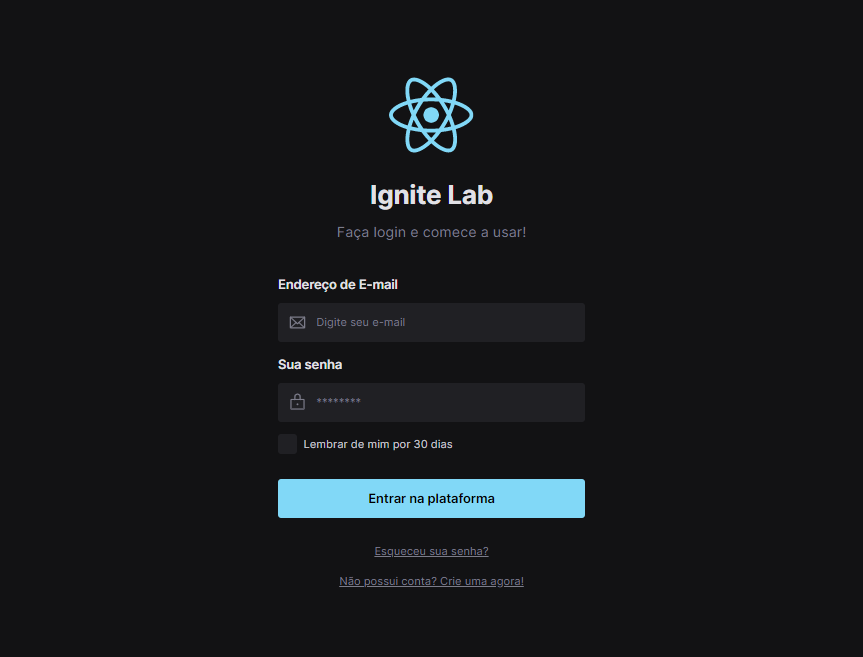 Ignite Lab
Faça login e comece a usar!
Endereço de E-mail
Digite seu e-mail
Sua senha
********
Lembrar de mim por 30 dias
Entrar na plataforma
Esqueceu sua senha?
Não possui conta? Crie uma agora!